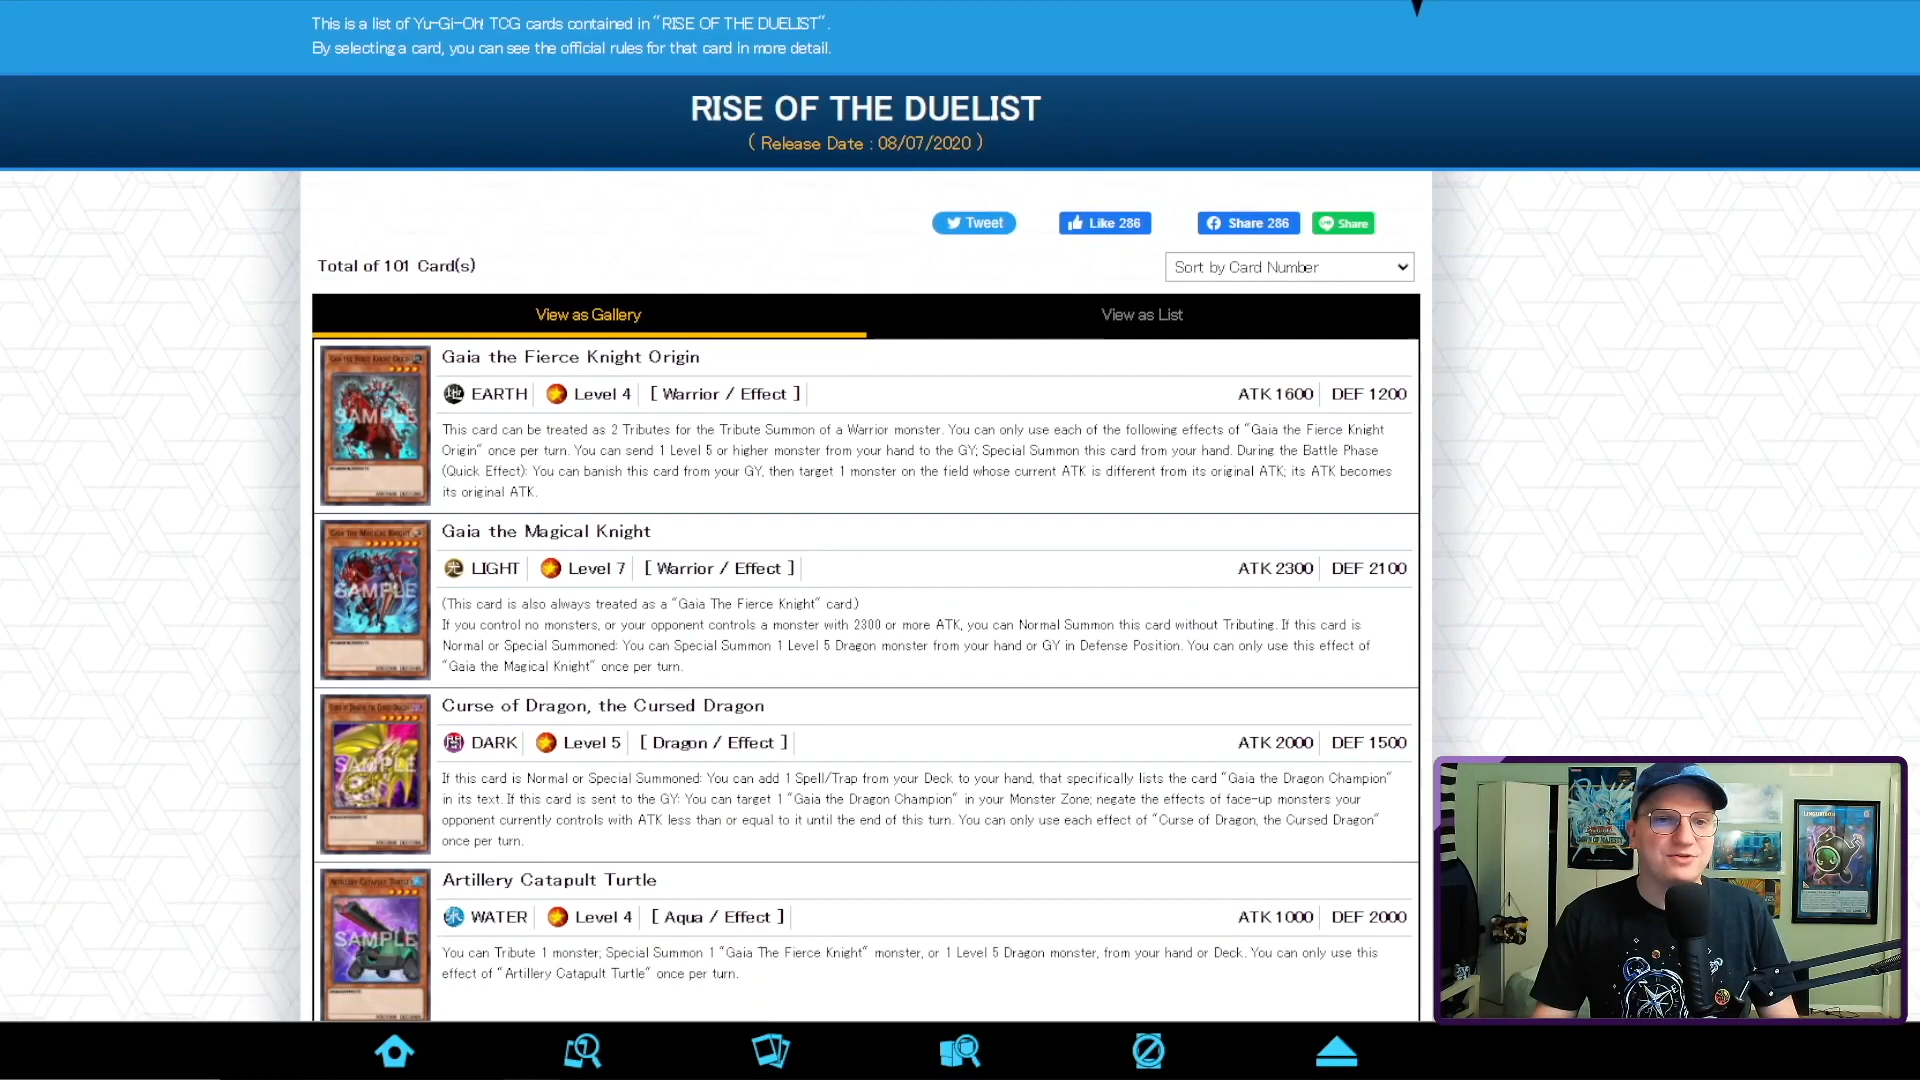 This is a list of Yu-Gi-Oh! TCG cards contained in "RISE OF THE DUELIST".
By selecting a card, you can see the official rules for that card in more detail.
RISE OF THE DUELIST
( Release Date : 08/07/2020 )
Tweet
Like 286
Share 286
Share
Total of 101 Card(s)
Sort by Card Number
View as Gallery
View as List
Gaia the Fierce Knight Origin
地 EARTH Level 4 [ Warrior / Effect ] ATK 1600 DEF 1200
SAMPLE
This card can be treated as 2 Tributes for the Tribute Summon of a Warrior monster. You can only use each of the following effects of "Gaia the Fierce Knight
Origin" once per turn. You can send 1 Level 5 or higher monster from your hand to the GY; Special Summon this card from your hand. During the Battle Phase
(Quick Effect): You can banish this card from your GY, then target 1 monster on the field whose current ATK is different from its original ATK; its ATK becomes
its original ATK.
Gaia the Magical Knight
光 LIGHT Level 7 [ Warrior / Effect ] ATK 2300 DEF 2100
SAMPLE
(This card is also always treated as a "Gaia The Fierce Knight" card.)
If you control no monsters, or your opponent controls a monster with 2300 or more ATK, you can Normal Summon this card without Tributing. If this card is
Normal or Special Summoned: You can Special Summon 1 Level 5 Dragon monster from your hand or GY in Defense Position. You can only use this effect of
"Gaia the Magical Knight" once per turn.
Curse of Dragon, the Cursed Dragon
闇 DARK Level 5 [ Dragon / Effect ] ATK 2000 DEF 1500
SAMPLE
If this card is Normal or Special Summoned: You can add 1 Spell/Trap from your Deck to your hand, that specifically lists the card "Gaia the Dragon Champion"
in its text. If this card is sent to the GY: You can target 1 "Gaia the Dragon Champion" in your Monster Zone; negate the effects of face-up monsters your
opponent currently controls with ATK less than or equal to it until the end of this turn. You can only use each effect of "Curse of Dragon, the Cursed Dragon"
once per turn.
Artillery Catapult Turtle
水 WATER Level 4 [ Aqua / Effect ] ATK 1000 DEF 2000
SAMPLE
You can Tribute 1 monster; Special Summon 1 "Gaia The Fierce Knight" monster, or 1 Level 5 Dragon monster, from your hand or Deck. You can only use this
effect of "Artillery Catapult Turtle" once per turn.